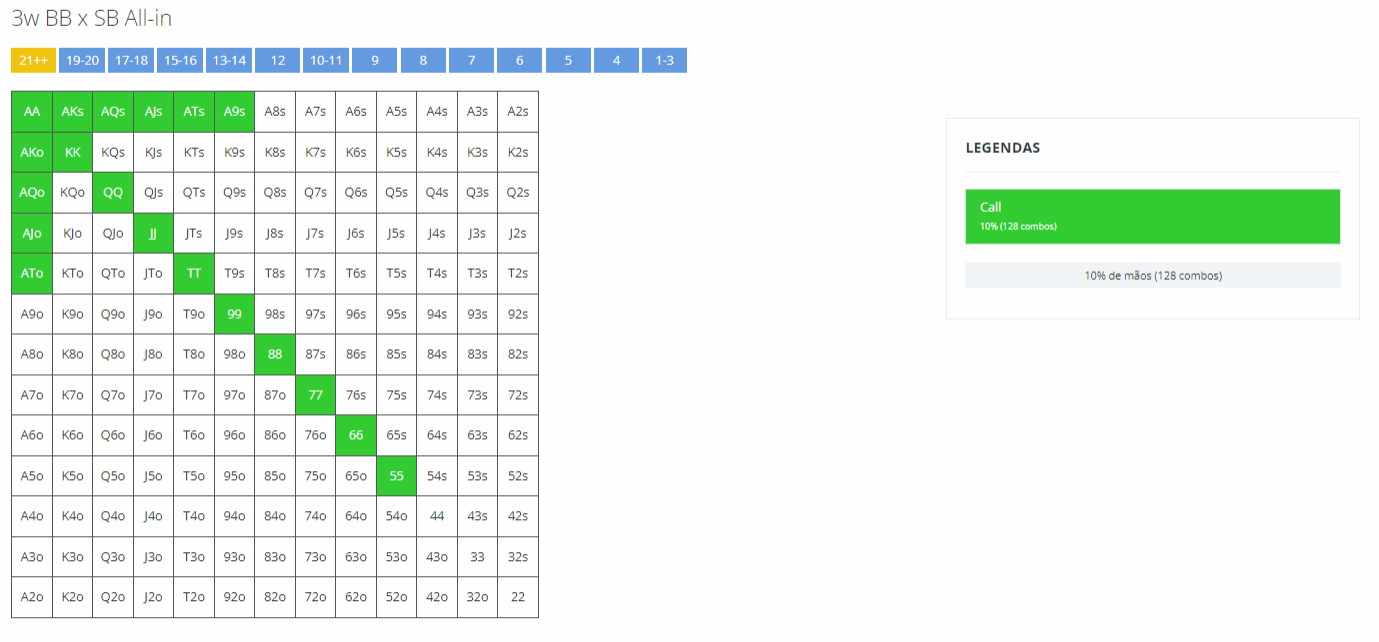 3w BB x SB All-in
21++ 19-20 17-18 15-16 13-14 12 10-11 9 8 7 6 5 4 1-3
AA AKs AQs AJs ATs A9s A8s A7s A6s A5s A4s A3s A2s
AKo KK KQs KJs KTs K9s K8s K7s K6s K5s K4s K3s K2s
AQo KQo QQ QJs QTs Q9s Q8s Q7s Q6s Q5s Q4s Q3s Q2s
AJo KJo QJo JJ JTs J9s J8s J7s J6s J5s J4s J3s J2s
ATo KTo QTo JTo TT T9s T8s T7s T6s T5s T4s T3s T2s
A9o K9o Q9o J9o T9o 99 98s 97s 96s 95s 94s 93s 92s
A8o K8o Q8o J8o T8o 98o 88 87s 86s 85s 84s 83s 82s
A7o K7o Q7o J7o T7o 97o 87o 77 76s 75s 74s 73s 72s
A6o K6o Q6o J6o T6o 96o 86o 76o 66 65s 64s 63s 62s
A5o K5o Q5o J5o T5o 95o 85o 75o 65o 55 54s 53s 52s
A4o K4o Q4o J4o T4o 94o 84o 74o 64o 54o 44 43s 42s
A3o K3o Q3o J3o T3o 93o 83o 73o 63o 53o 43o 33 32s
A2o K2o Q2o J2o T2o 92o 82o 72o 62o 52o 42o 32o 22
LEGENDAS
Call
10% (128 combos)
10% de mãos (128 combos)